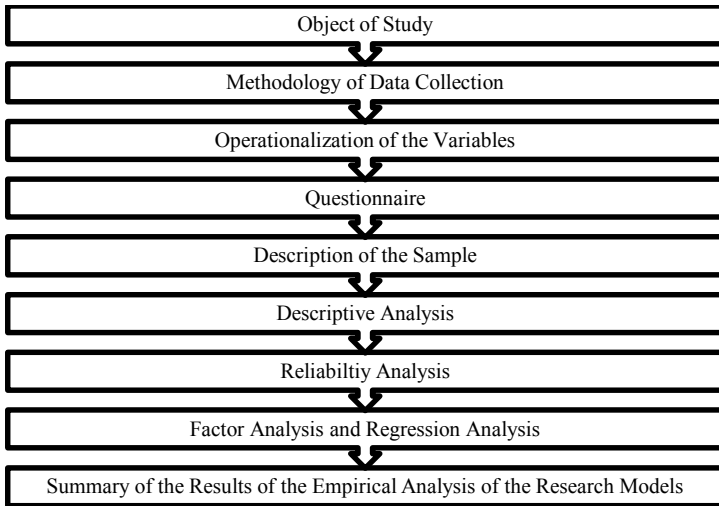 Object of Study
Methodology of Data Collection
Operationalization of the Variables
Questionnaire
Description of the Sample
Descriptive Analysis
Reliabiltiy Analysis
Factor Analysis and Regression Analysis
Summary of the Results of the Empirical Analysis of the Research Models